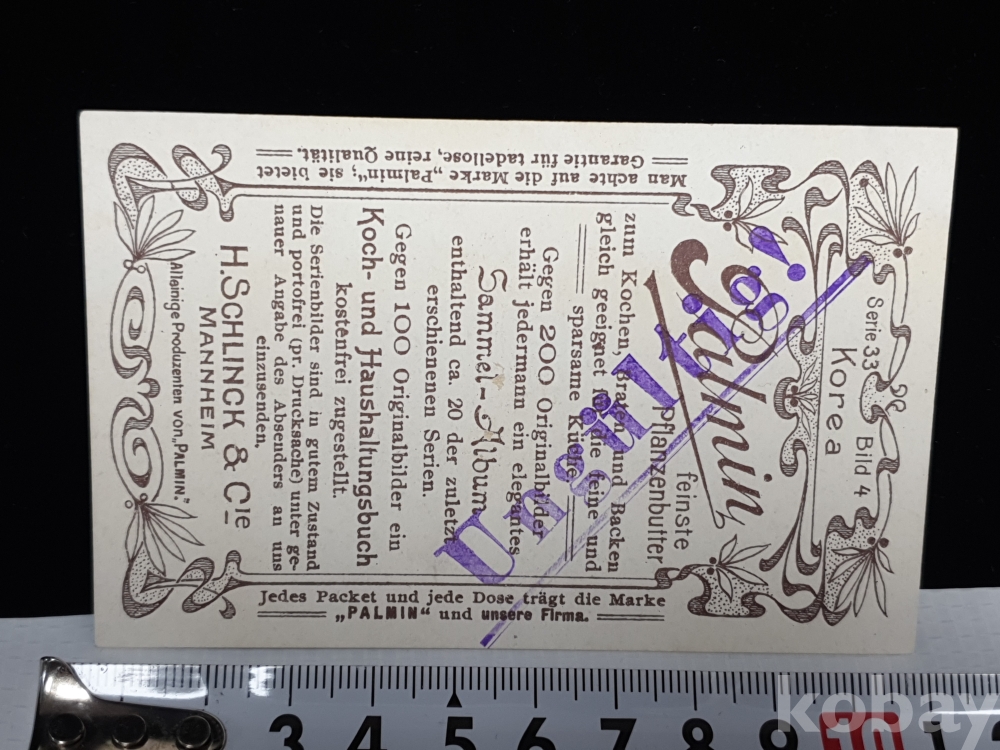 Serie 33 Bild 4
Korea
Palmin
feinste
Pflanzenbutter
zum Kochen, Braten und Backen
gleich geeignet für die feine und
sparsame Küche
Gegen 200 Originalbilder
erhält jedermann ein elegantes
Sammel-Album
enthaltend ca. 20 der zuletzt
erschienenen Serien.
Gegen 100 Originalbilder ein
Koch- und Haushaltungsbuch
kostenfrei zugestellt.
Die Serienbilder sind in gutem Zustand
und portofrei (pr. Drucksache) unter ge-
nauer Angabe des Absenders an uns
einzusenden.
H. SCHLINCK & Cie
MANNHEIM
Alleinige Produzenten von „PALMIN."
Man achte auf die Marke „Palmin"; sie bietet
Garantie für tadellose, reine Qualität.
Jedes Packet und jede Dose trägt die Marke
„PALMIN" und unsere Firma.
Ungültig!
3 4 5 6 7 8 9 10
kobay